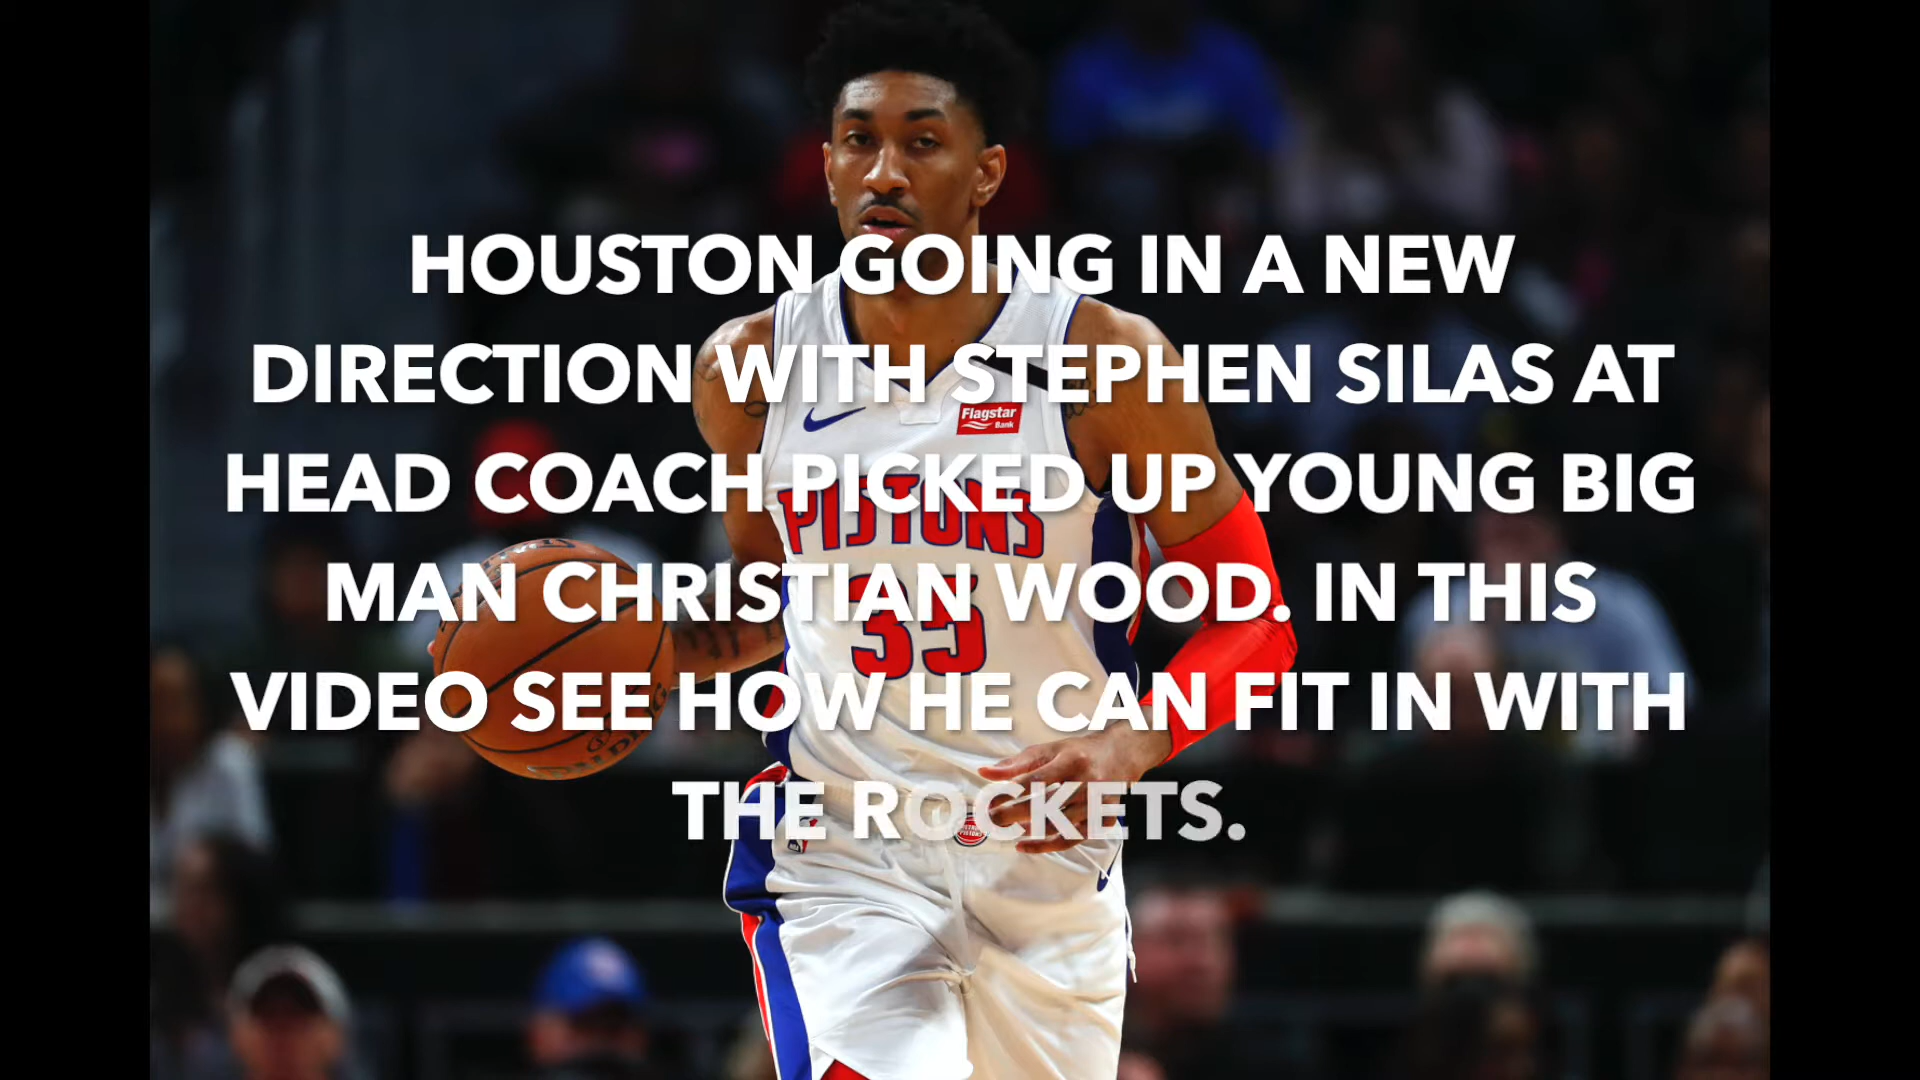 HOUSTON GOING IN A NEW
DIRECTION WITH STEPHEN SILAS AT
HEAD COACH PICKED UP YOUNG BIG
MAN CHRISTIAN WOOD. IN THIS
VIDEO SEE HOW HE CAN FIT IN WITH
THE ROCKETS.
Flagstar
Bank
PISTONS
35